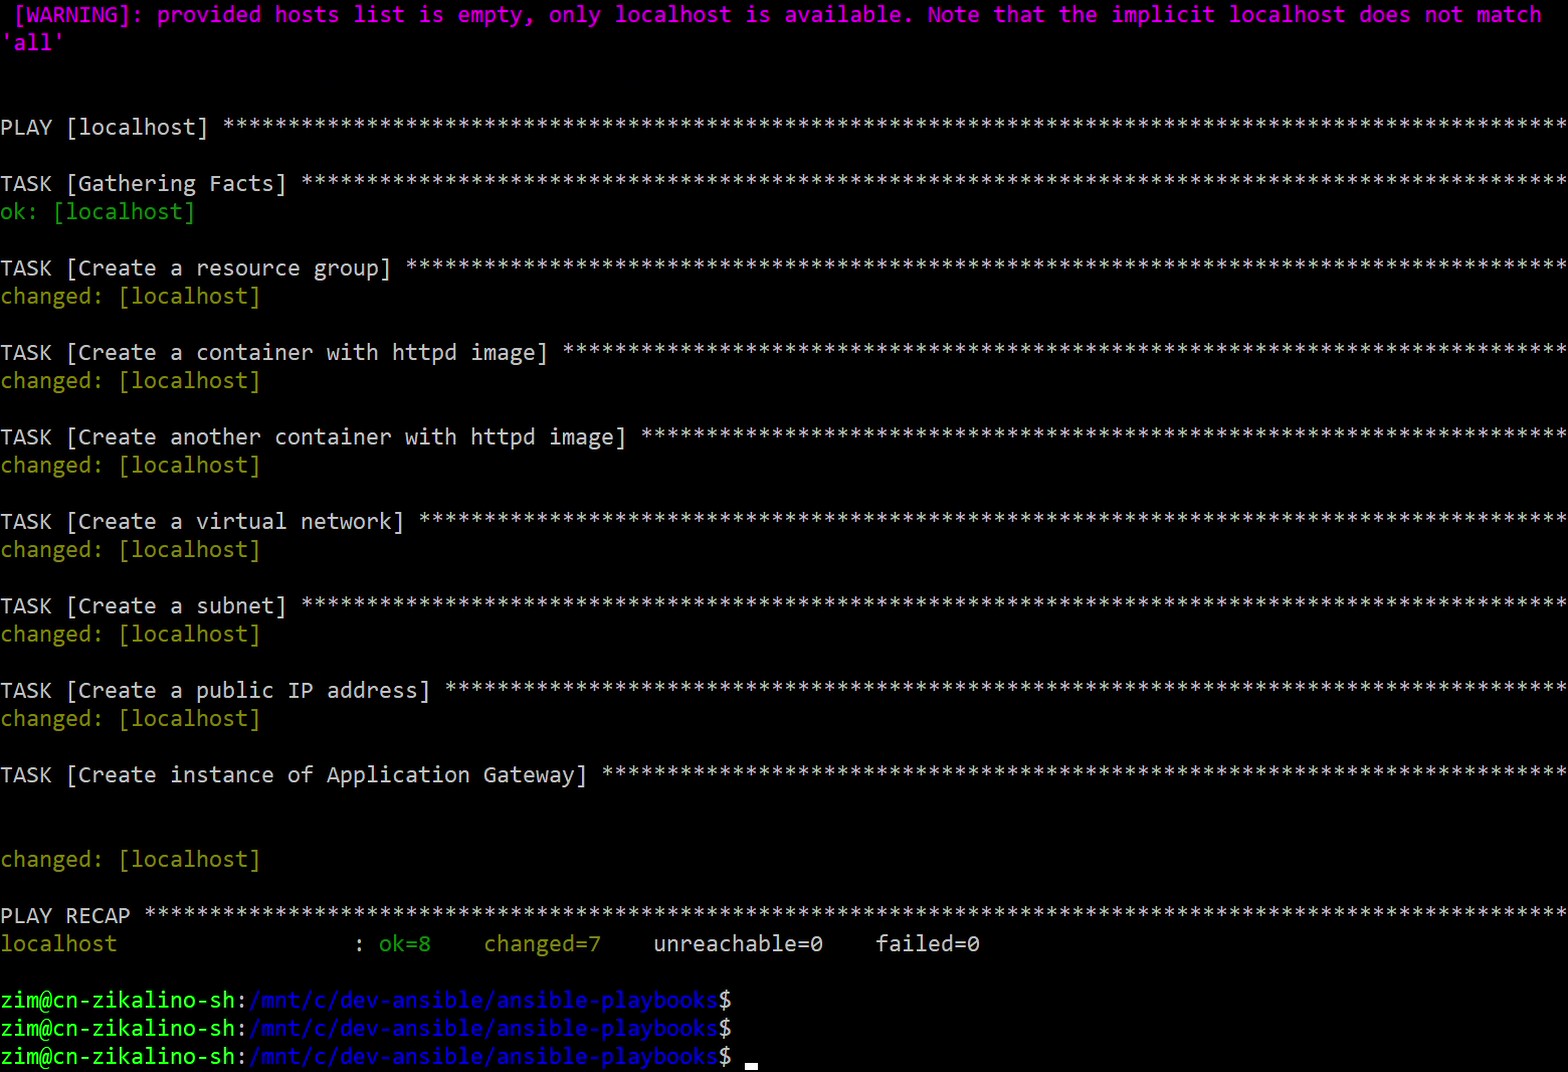 [WARNING]: provided hosts list is empty, only localhost is available. Note that the implicit localhost does not match
'all'
PLAY [localhost] *******************************************************************************************************
TASK [Gathering Facts] *************************************************************************************************
ok: [localhost]
TASK [Create a resource group] *****************************************************************************************
changed: [localhost]
TASK [Create a container with httpd image] *****************************************************************************
changed: [localhost]
TASK [Create another container with httpd image] ***********************************************************************
changed: [localhost]
TASK [Create a virtual network] ****************************************************************************************
changed: [localhost]
TASK [Create a subnet] *************************************************************************************************
changed: [localhost]
TASK [Create a public IP address] **************************************************************************************
changed: [localhost]
TASK [Create instance of Application Gateway] **************************************************************************
changed: [localhost]
PLAY RECAP *************************************************************************************************************
localhost                  : ok=8    changed=7    unreachable=0    failed=0
zim@cn-zikalino-sh:/mnt/c/dev-ansible/ansible-playbooks$
zim@cn-zikalino-sh:/mnt/c/dev-ansible/ansible-playbooks$
zim@cn-zikalino-sh:/mnt/c/dev-ansible/ansible-playbooks$